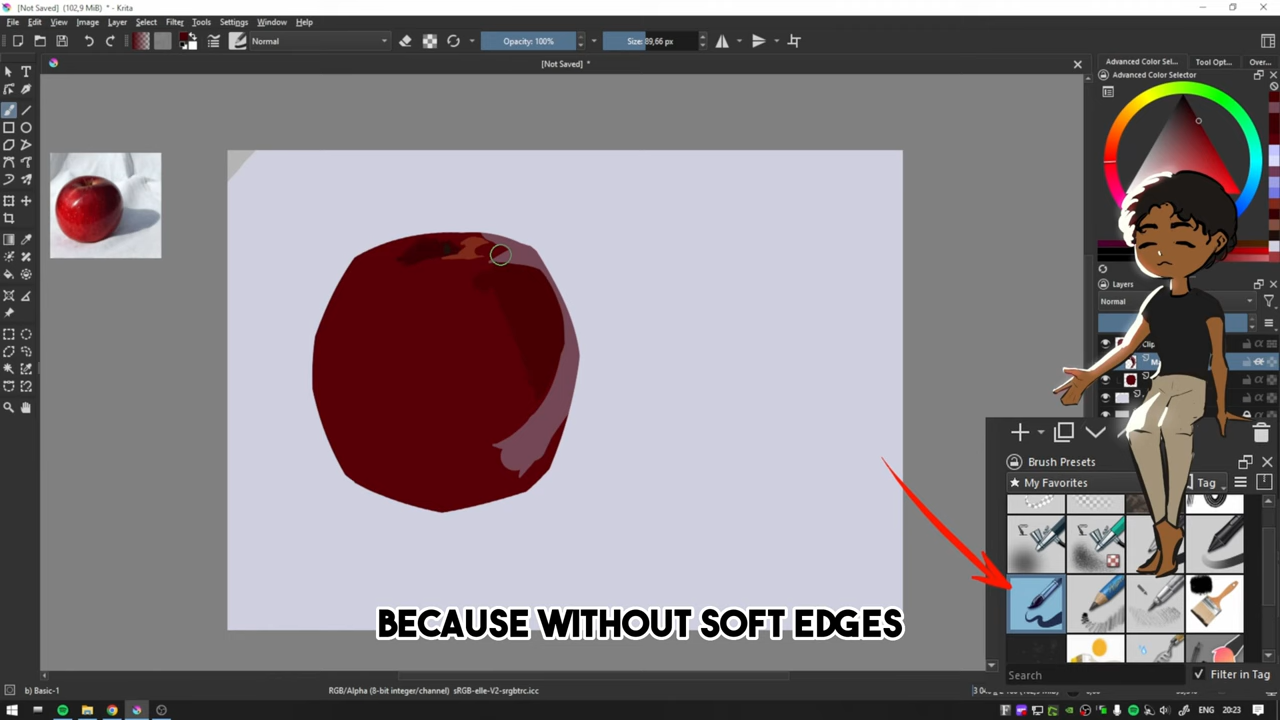 [Not Saved] (102,9 MiB) * - Krita
File Edit View Image Layer Select Filter Tools Settings Window Help
Normal
Opacity: 100%
Size: 89,66 px
[Not Saved] *
Advanced Color Sel...
Tool Opt...
Over...
Advanced Color Selector
Layers
Normal
Brush Presets
My Favorites
Tag
Search
Filter in Tag
BECAUSE WITHOUT SOFT EDGES
b) Basic-1
RGB/Alpha (8-bit integer/channel) sRGB-elle-V2-srgbtrc.icc
ENG
20:23